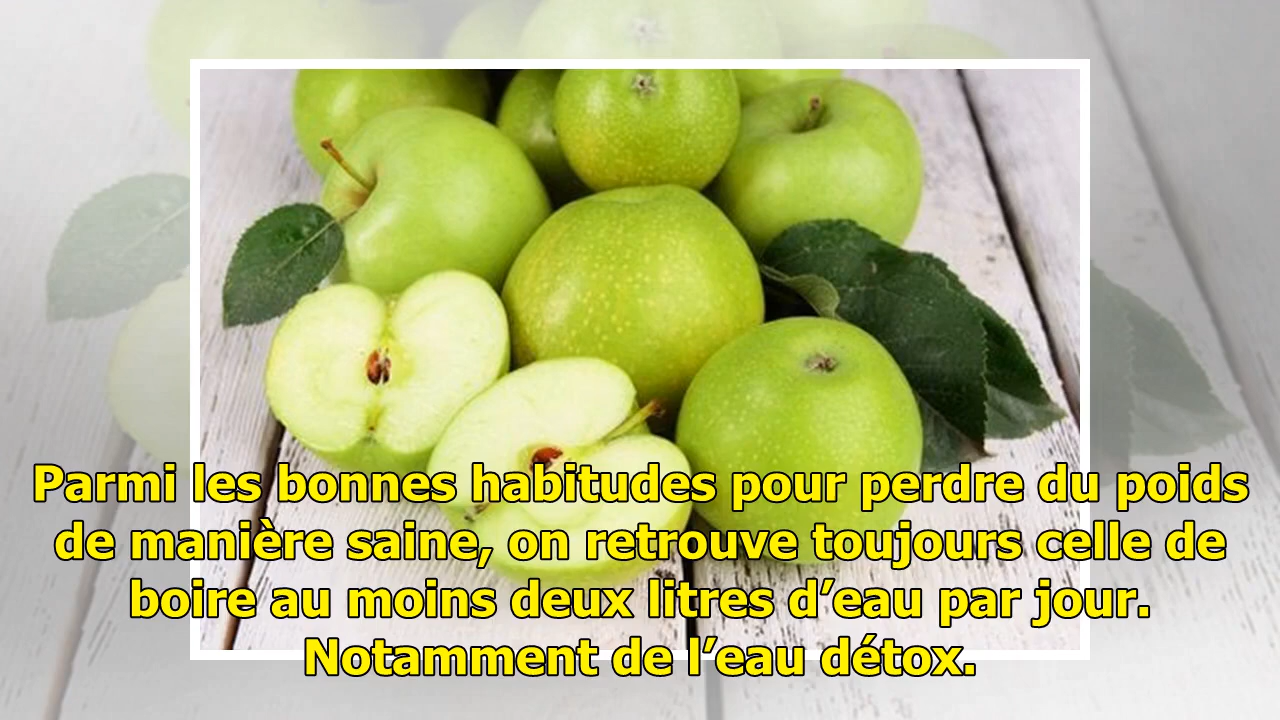 Parmi les bonnes habitudes pour perdre du poids
de manière saine, on retrouve toujours celle de
boire au moins deux litres d’eau par jour.
Notamment de l’eau détox.